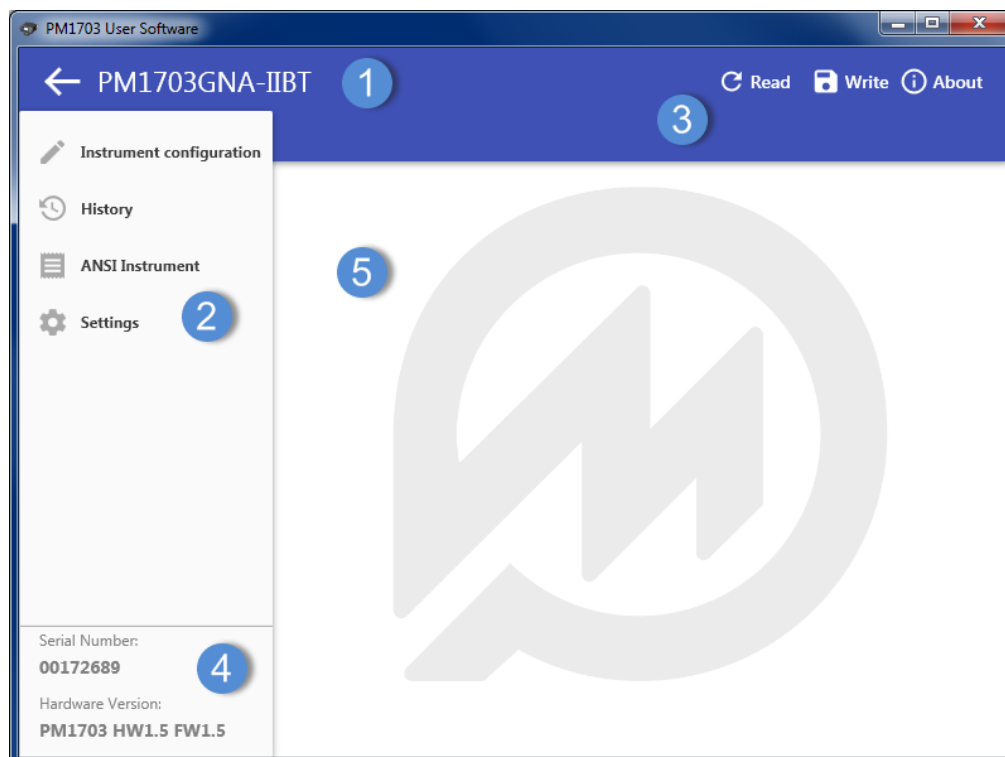 PM1703 User Software
PM1703GNA-IIBT
1
Read
Write
About
3
Instrument configuration
History
ANSI Instrument
Settings
2
5
Serial Number:
00172689
4
Hardware Version:
PM1703 HW1.5 FW1.5